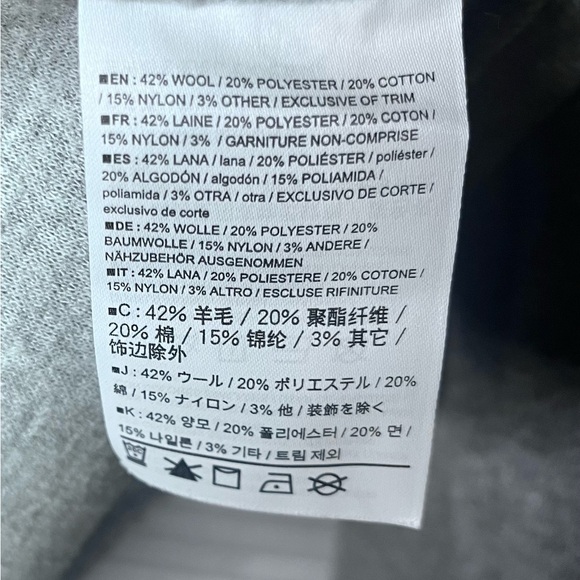 ■EN : 42% WOOL / 20% POLYESTER / 20% COTTON
/ 15% NYLON / 3% OTHER / EXCLUSIVE OF TRIM
■FR : 42% LAINE / 20% POLYESTER / 20% COTON /
15% NYLON / 3% / GARNITURE NON-COMPRISE
■ES : 42% LANA / lana / 20% POLIÉSTER / poliéster /
20% ALGODÓN / algodón / 15% POLIAMIDA /
poliamida / 3% OTRA / otra / EXCLUSIVO DE CORTE /
exclusivo de corte
■DE : 42% WOLLE / 20% POLYESTER / 20%
BAUMWOLLE / 15% NYLON / 3% ANDERE /
NÄHZUBEHÖR AUSGENOMMEN
■IT : 42% LANA / 20% POLIESTERE / 20% COTONE /
15% NYLON / 3% ALTRO / ESCLUSE RIFINITURE
■C : 42% 羊毛 / 20% 聚酯纤维 /
20% 棉 / 15% 锦纶 / 3% 其它 /
饰边除外
■J : 42% ウール / 20% ポリエステル / 20%
綿 / 15% ナイロン / 3% 他 / 装飾を除く
■K : 42% 양모 / 20% 폴리에스터 / 20% 면 /
15% 나일론 / 3% 기타 / 트림 제외